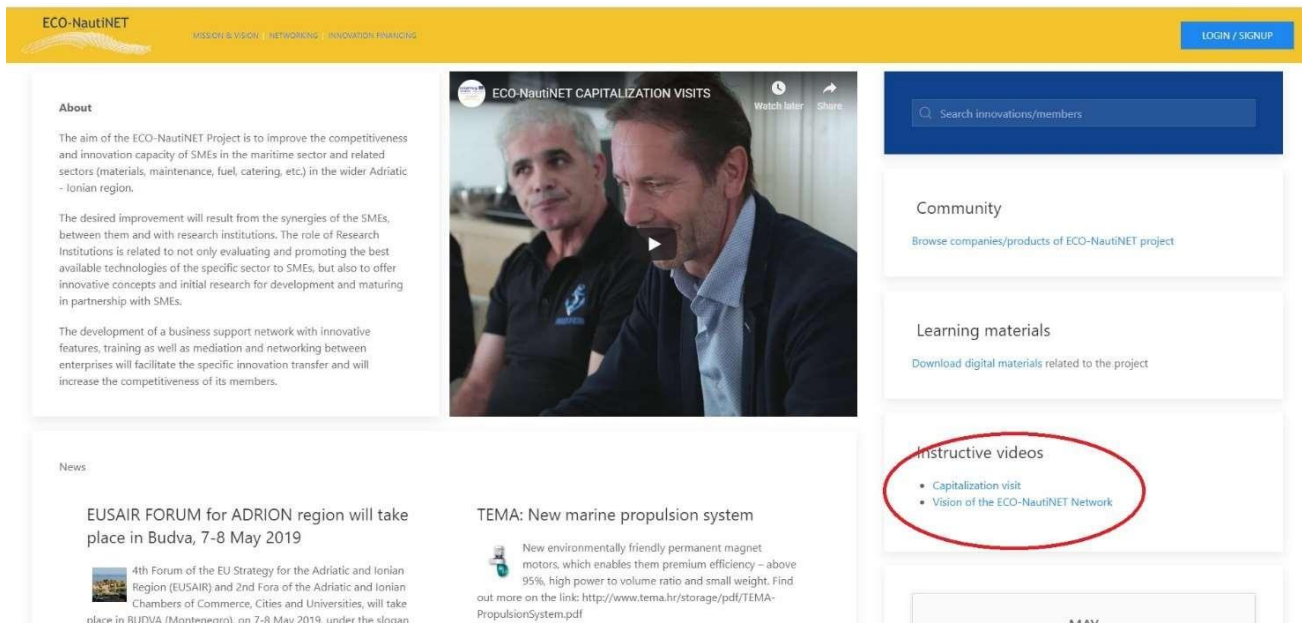 ECO-NautiNET
MISSION & VISION | NETWORKING | INNOVATION FINANCING
LOGIN / SIGNUP
About
The aim of the ECO-NautiNET Project is to improve the competitiveness
and innovation capacity of SMEs in the maritime sector and related
sectors (materials, maintenance, fuel, catering, etc.) in the wider Adriatic
- Ionian region.
The desired improvement will result from the synergies of the SMEs,
between them and with research institutions. The role of Research
Institutions is related to not only evaluating and promoting the best
available technologies of the specific sector to SMEs, but also to offer
innovative concepts and initial research for development and maturing
in partnership with SMEs.
The development of a business support network with innovative
features, training as well as mediation and networking between
enterprises will facilitate the specific innovation transfer and will
increase the competitiveness of its members.
ECO-NautiNET CAPITALIZATION VISITS
Watch later
Share
Search innovations/members
Community
Browse companies/products of ECO-NautiNET project
Learning materials
Download digital materials related to the project
Instructive videos
• Capitalization visit
• Vision of the ECO-NautiNET Network
News
EUSAIR FORUM for ADRION region will take
place in Budva, 7-8 May 2019
4th Forum of the EU Strategy for the Adriatic and Ionian
Region (EUSAIR) and 2nd Fora of the Adriatic and Ionian
Chambers of Commerce, Cities and Universities, will take
place in BUDVA (Montenegro), on 7-8 May 2019, under the slogan
TEMA: New marine propulsion system
New environmentally friendly permanent magnet
motors, which enables them premium efficiency – above
95%, high power to volume ratio and small weight. Find
out more on the link: http://www.tema.hr/storage/pdf/TEMA-
PropulsionSystem.pdf
MAY